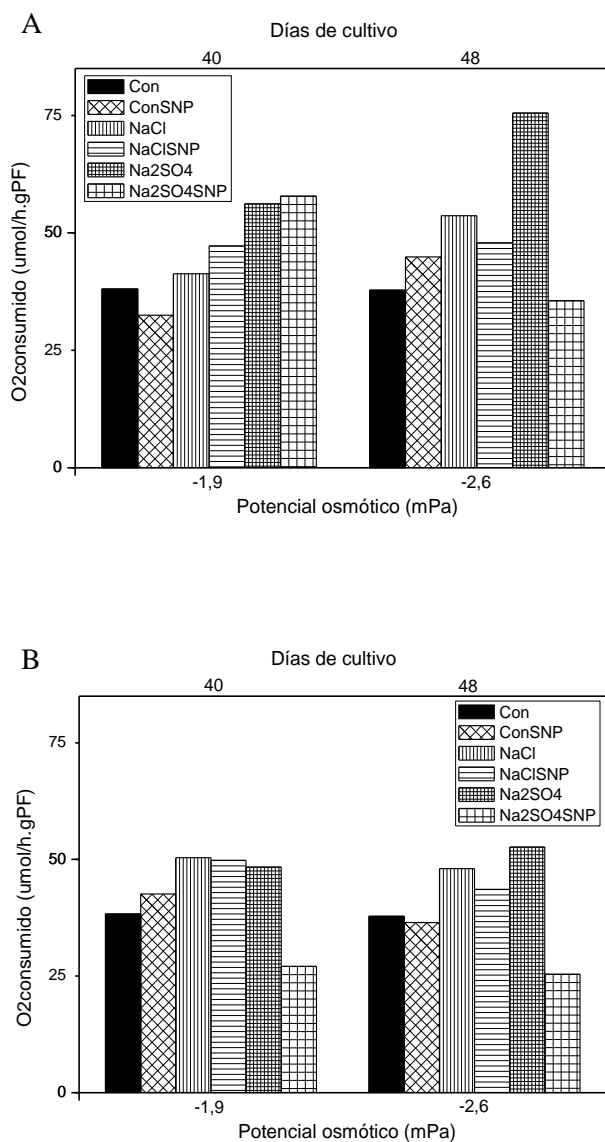 A
Días de cultivo
40 48
Con
ConSNP
NaCl
NaClSNP
Na2SO4
Na2SO4SNP
75
50
25
0
O2consumido (umol/h.gPF)
-1,9 -2,6
Potencial osmótico (mPa)
B
Días de cultivo
40 48
Con
ConSNP
NaCl
NaClSNP
Na2SO4
Na2SO4SNP
75
50
25
0
O2consumido (umol/h.gPF)
-1,9 -2,6
Potencial osmótico (mPa)